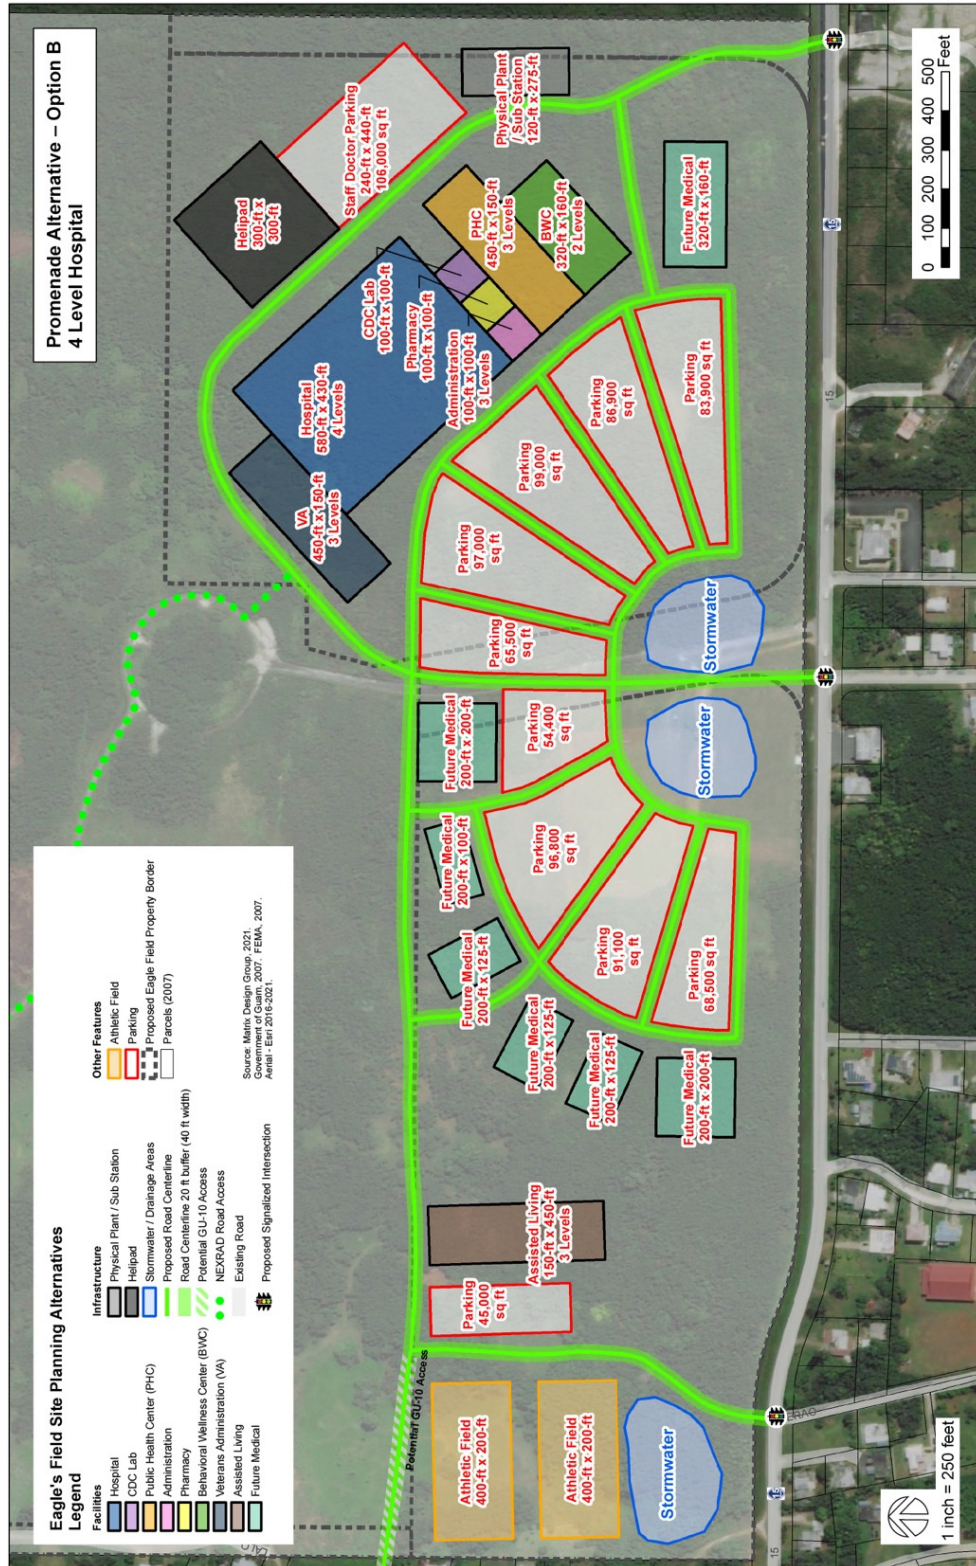 Promenade Alternative – Option B
4 Level Hospital
Eagle's Field Site Planning Alternatives
Legend
Facilities
Hospital
CDC Lab
Public Health Center (PHC)
Administration
Pharmacy
Behavioral Wellness Center (BWC)
Veterans Administration (VA)
Assisted Living
Future Medical
Infrastructure
Physical Plant / Sub Station
Helipad
Stormwater / Drainage Areas
Proposed Road Centerline
Road Centerline 20 ft buffer (40 ft width)
Potential GU-10 Access
NEXRAD Road Access
Existing Road
Proposed Signalized Intersection
Other Features
Athletic Field
Parking
Proposed Eagle Field Property Border
Parcels (2007)
Source: Matrix Design Group, 2021.
Government of Guam, 2007. FEMA, 2007.
Aerial - Esri 2016-2021.
Helipad
300-ft x
300-ft
Staff Doctor Parking
240-ft x 440-ft
106,000 sq ft
Physical Plant
/ Sub Station
120-ft x 275-ft
VA
450-ft x 150-ft
3 Levels
Hospital
580-ft x 430-ft
4 Levels
CDC Lab
100-ft x 100-ft
Pharmacy
100-ft x 100-ft
Administration
100-ft x 100-ft
3 Levels
PHC
450-ft x 150-ft
3 Levels
BWC
320-ft x 160-ft
2 Levels
Future Medical
320-ft x 160-ft
Potential GU-10 Access
Athletic Field
400-ft x 200-ft
Athletic Field
400-ft x 200-ft
Stormwater
Parking
45,000
sq ft
Assisted Living
150-ft x 450-ft
3 Levels
Future Medical
200-ft x 200-ft
Future Medical
200-ft x 125-ft
Future Medical
200-ft x 125-ft
Future Medical
200-ft x 125-ft
Future Medical
200-ft x 100-ft
Future Medical
200-ft x 200-ft
Parking
68,500 sq ft
Parking
91,100
sq ft
Parking
96,800
sq ft
Parking
54,400
sq ft
Parking
65,500
sq ft
Parking
97,000
sq ft
Parking
99,000
sq ft
Parking
86,900
sq ft
Parking
83,900 sq ft
Stormwater
Stormwater
15
15
15
15
1 inch = 250 feet
0 100 200 300 400 500
Feet